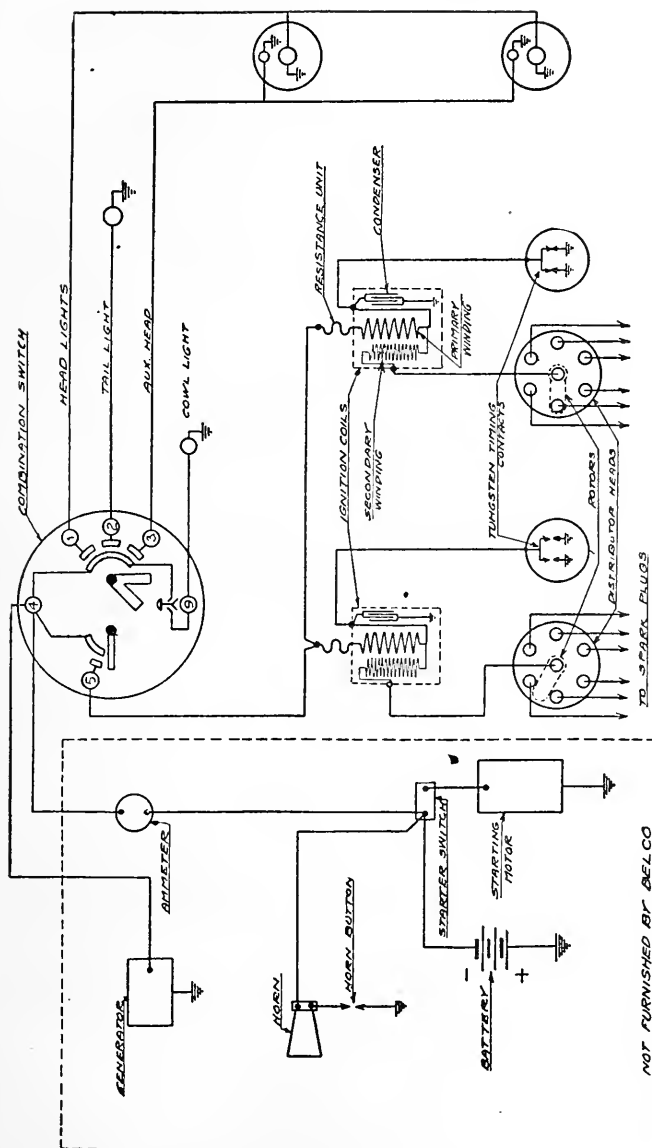 COMBINATION SWITCH
HEAD LIGHTS
TAIL LIGHT
AUX. HEAD
COWL LIGHT
1
2
3
4
5
9
IGNITION COILS
RESISTANCE UNIT
CONDENSER
SECONDARY
WINDING
PRIMARY
WINDING
TUNGSTEN TIMING
CONTACTS
ROTORS
DISTRIBUTOR HEADS
TO SPARK PLUGS
GENERATOR
AMMETER
HORN
HORN BUTTON
STARTER SWITCH
STARTING
MOTOR
BATTERY
-
+
NOT FURNISHED BY DELCO